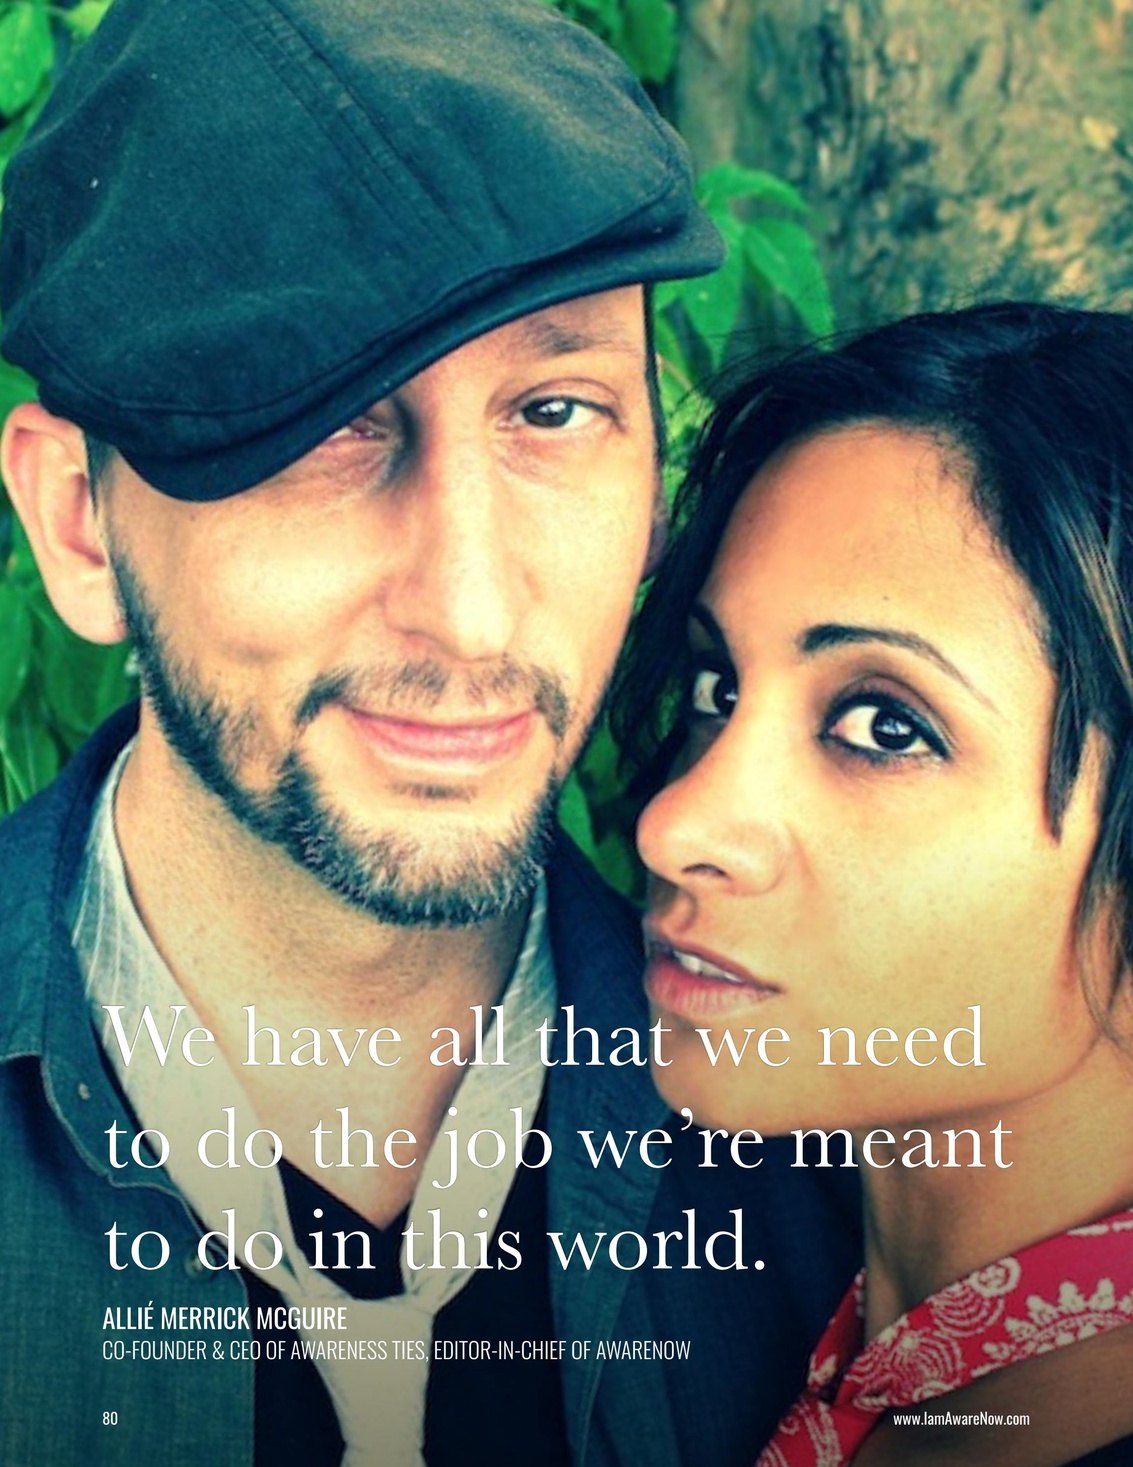 We have all that we need
to do the job we’re meant
to do in this world.
ALLIÉ MERRICK MCGUIRE
CO-FOUNDER & CEO OF AWARENESS TIES, EDITOR-IN-CHIEF OF AWARENOW
80
www.IamAwareNow.com